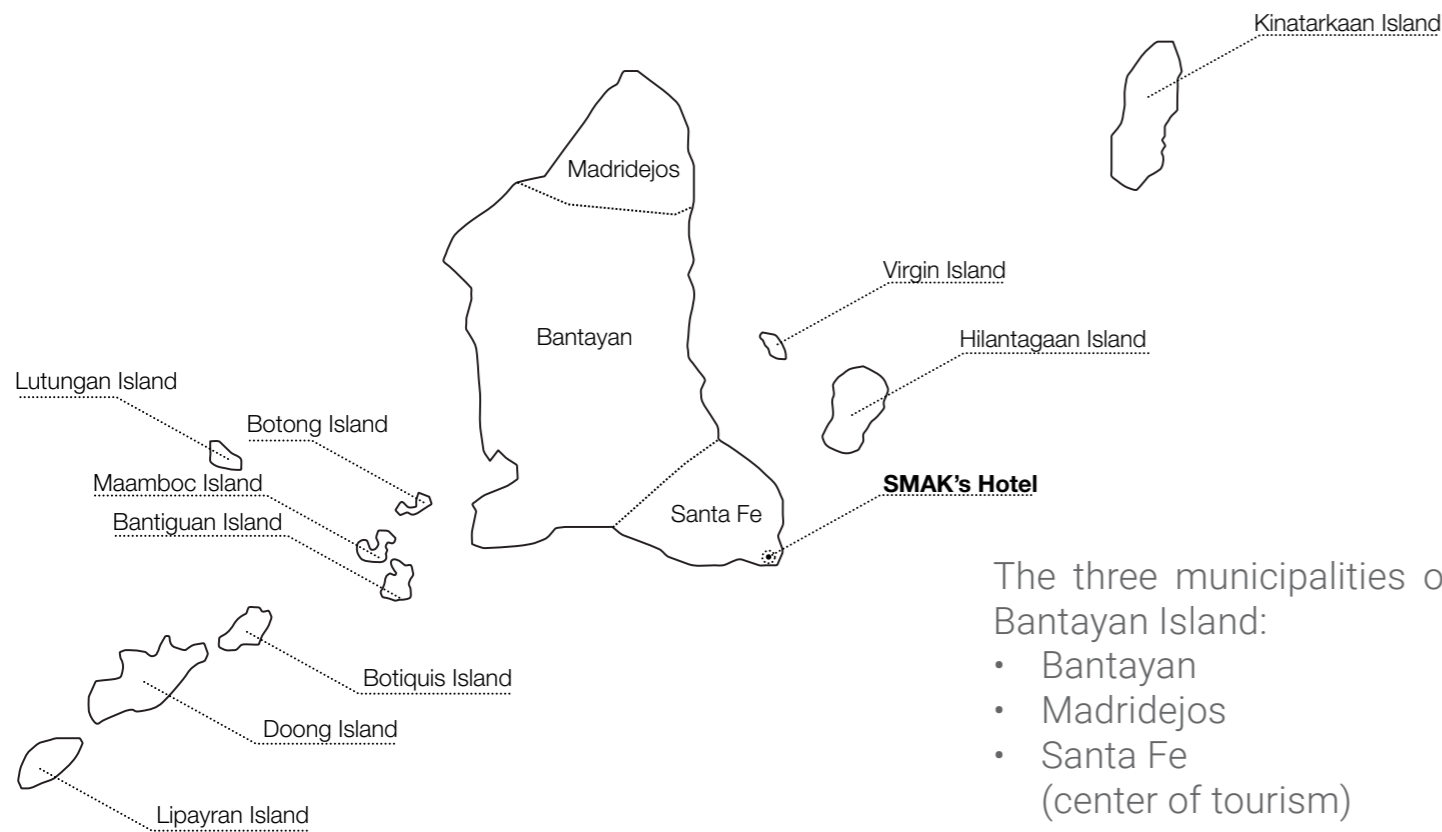 Kinatarkaan Island
Madridejos
Virgin Island
Bantayan
Hilantagaan Island
Lutungan Island
Botong Island
Maamboc Island
SMAK's Hotel
Bantiguan Island
Santa Fe
The three municipalities o
Bantayan Island:
• Bantayan
• Madridejos
• Santa Fe
(center of tourism)
Botiquis Island
Doong Island
Lipayran Island